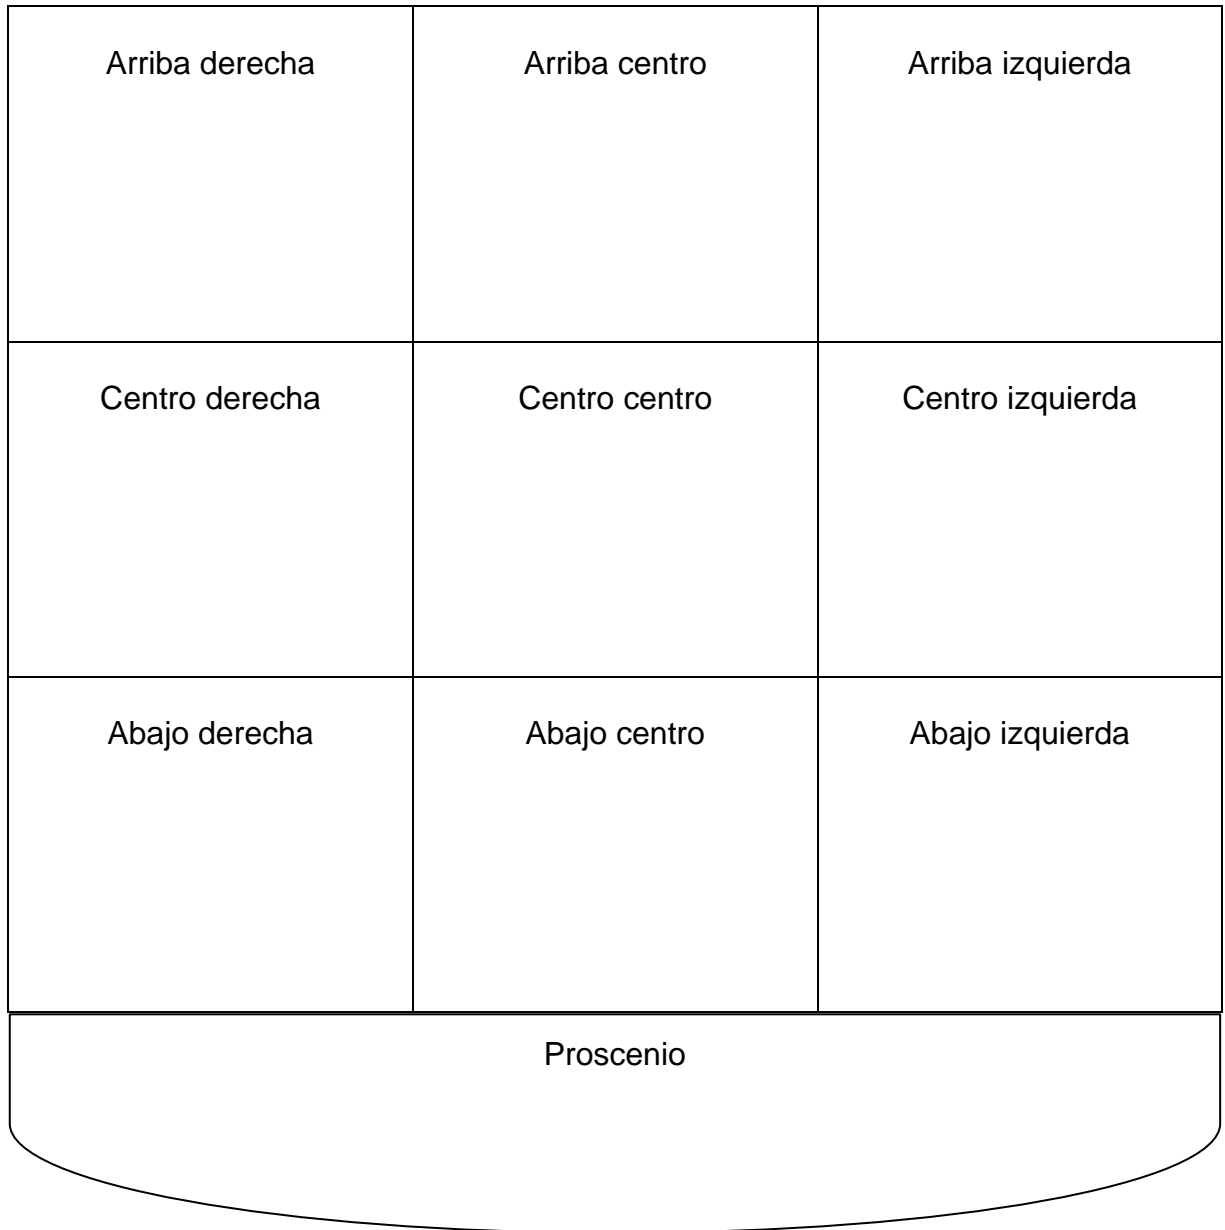 Arriba derecha
Arriba centro
Arriba izquierda
Centro derecha
Centro centro
Centro izquierda
Abajo derecha
Abajo centro
Abajo izquierda
Proscenio